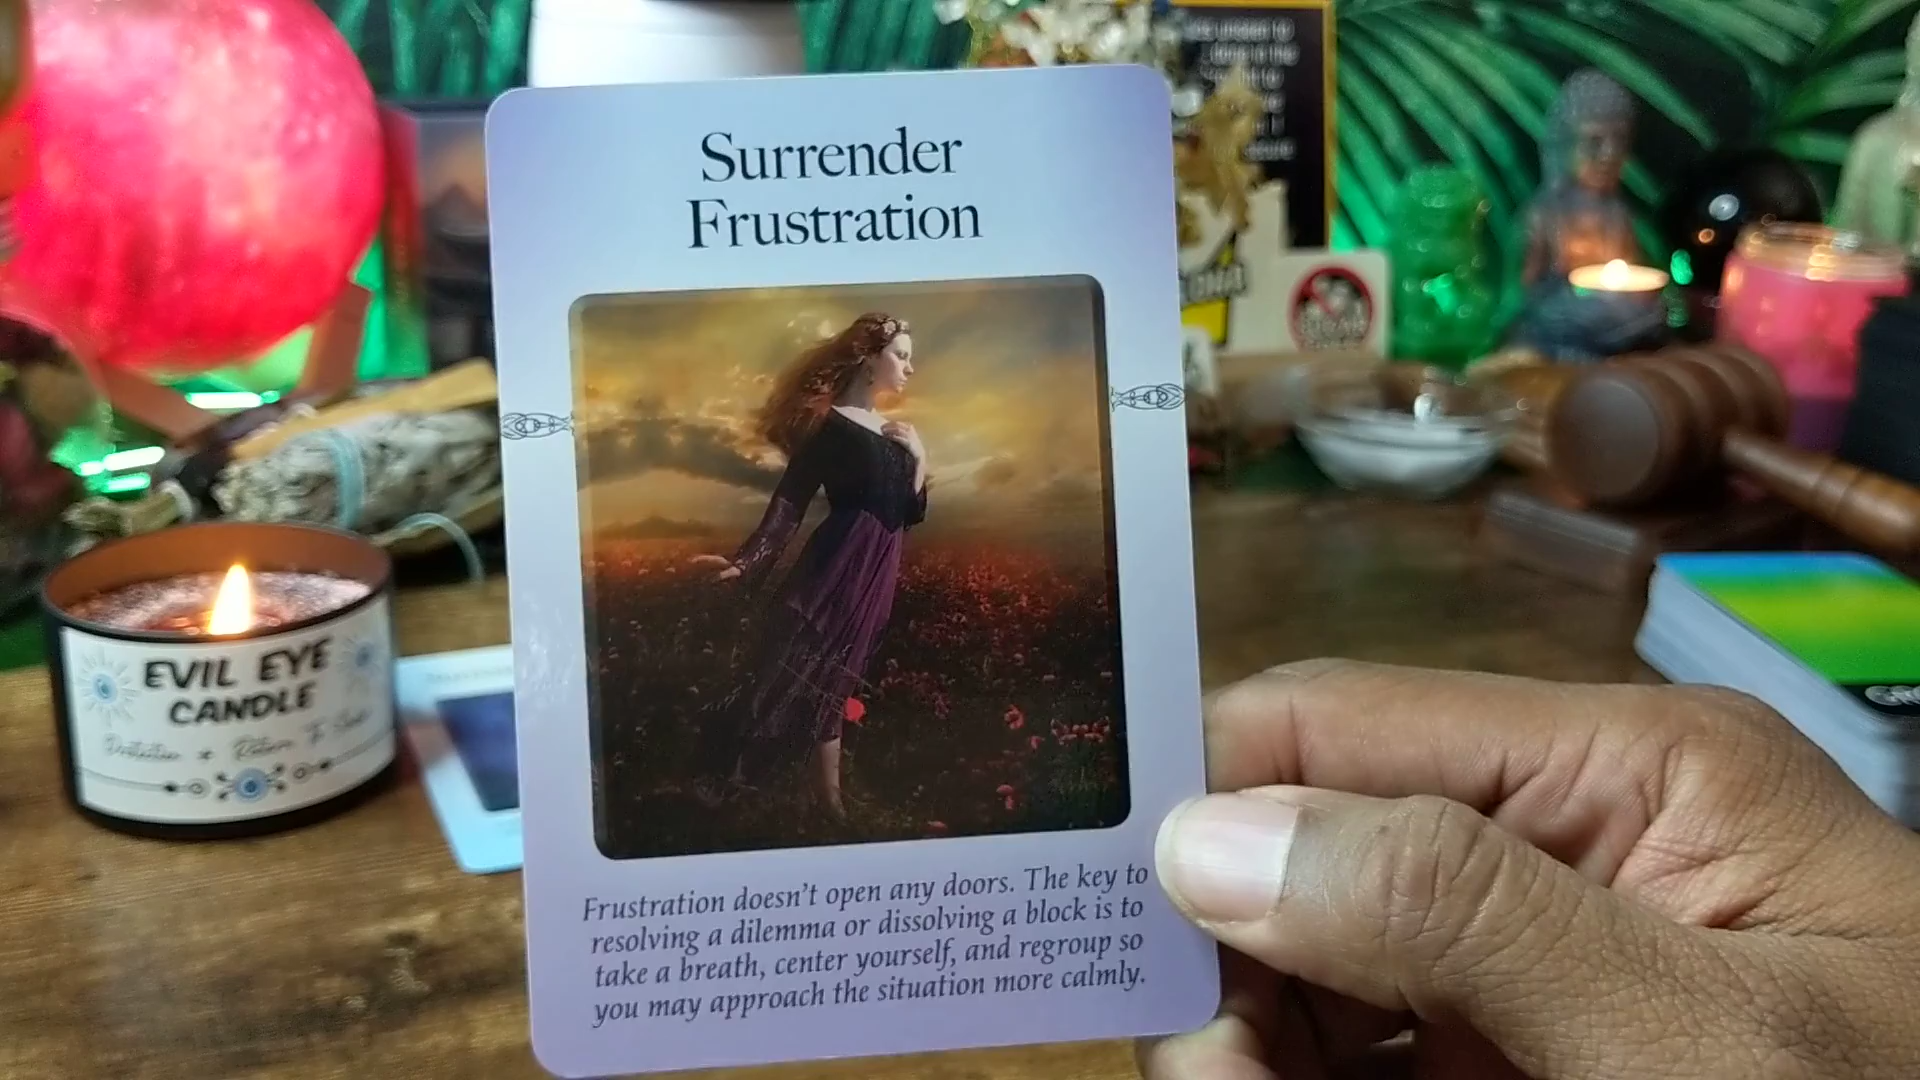 Surrender
Frustration
Frustration doesn't open any doors. The key to
resolving a dilemma or dissolving a block is to
take a breath, center yourself, and regroup so
you may approach the situation more calmly.
EVIL EYE
CANDLE